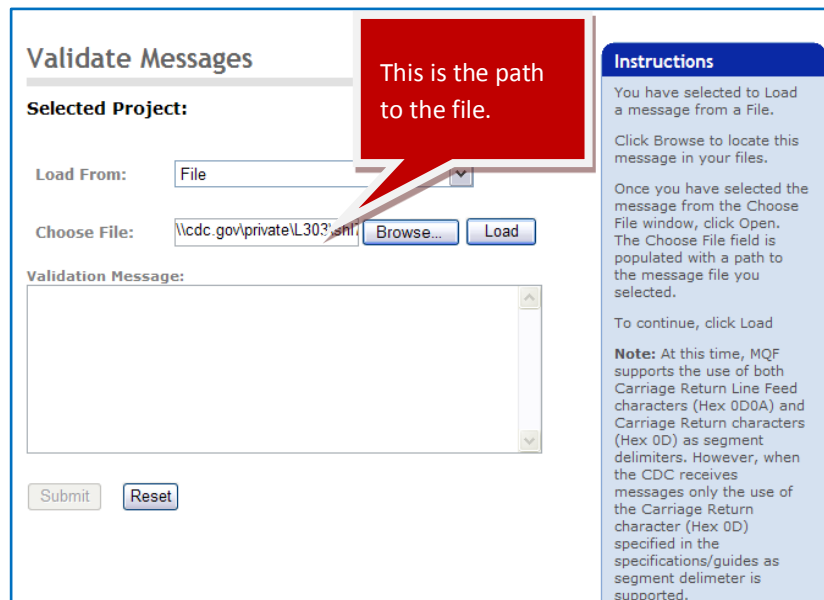 Validate Messages
This is the path
to the file.
Selected Project:
Load From:
File
Choose File:
\\cdc.gov\private\L303\shl7
Browse...
Load
Validation Message:
Submit
Reset
Instructions
You have selected to Load
a message from a File.
Click Browse to locate this
message in your files.
Once you have selected the
message from the Choose
File window, click Open.
The Choose File field is
populated with a path to
the message file you
selected.
To continue, click Load
Note: At this time, MQF
supports the use of both
Carriage Return Line Feed
characters (Hex 0D0A) and
Carriage Return characters
(Hex 0D) as segment
delimiters. However, when
the CDC receives
messages only the use of
the Carriage Return
character (Hex 0D)
specified in the
specifications/guides as
segment delimeter is
supported.